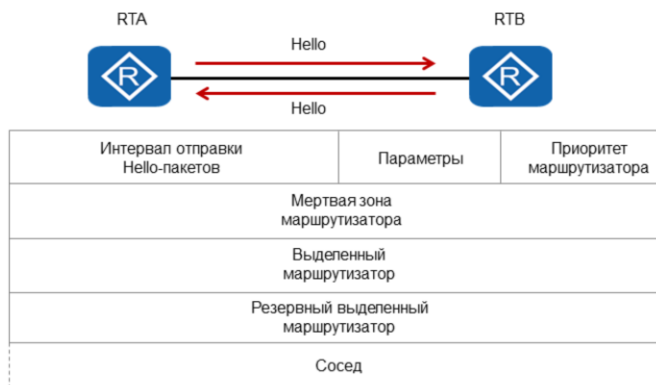 RTA
RTB
Hello
R
R
Hello
Интервал отправки
Hello-пакетов
Параметры
Приоритет
маршрутизатора
Мертвая зона
маршрутизатора
Выделенный
маршрутизатор
Резервный выделенный
маршрутизатор
Сосед